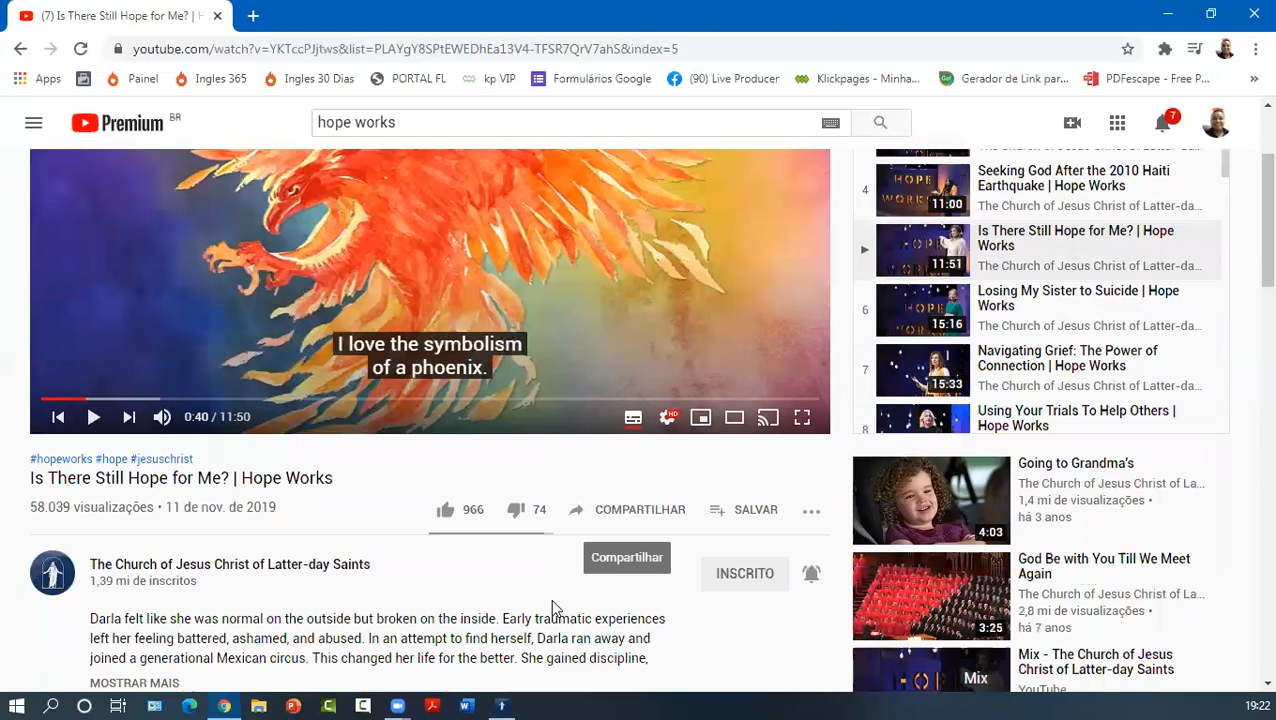 (7) Is There Still Hope for Me? | H
youtube.com/watch?v=YKTccPJjtws&list=PLAYgY8SPtEWEDhEa13V4-TFSR7QrV7ahS&index=5
Apps Painel Ingles 365 Ingles 30 Dias PORTAL FL kp VIP Formulários Google (90) Live Producer Klickpages - Minha... Gerador de Link par... PDFescape - Free P...
Premium BR
hope works
7
4
11:00
Seeking God After the 2010 Haiti
Earthquake | Hope Works
The Church of Jesus Christ of Latter-da...
11:51
Is There Still Hope for Me? | Hope
Works
The Church of Jesus Christ of Latter-da...
6
15:16
Losing My Sister to Suicide | Hope
Works
The Church of Jesus Christ of Latter-da...
7
15:33
Navigating Grief: The Power of
Connection | Hope Works
The Church of Jesus Christ of Latter-da...
8
Using Your Trials To Help Others |
Hope Works
I love the symbolism
of a phoenix.
0:40 / 11:50
HD
#hopeworks #hope #jesuschrist
Is There Still Hope for Me? | Hope Works
58.039 visualizações • 11 de nov. de 2019
966 74 COMPARTILHAR SALVAR
Compartilhar
The Church of Jesus Christ of Latter-day Saints
1,39 mi de inscritos
INSCRITO
Darla felt like she was normal on the outside but broken on the inside. Early traumatic experiences
left her feeling battered, ashamed, and abused. In an attempt to find herself, Darla ran away and
joined a generational Mexican circus. This changed her life for the better. She gained discipline,
MOSTRAR MAIS
4:03
Going to Grandma's
The Church of Jesus Christ of La...
1,4 mi de visualizações •
há 3 anos
3:25
God Be with You Till We Meet
Again
The Church of Jesus Christ of La...
2,8 mi de visualizações •
há 7 anos
Mix
Mix - The Church of Jesus
Christ of Latter-day Saints
YouTube
19:22